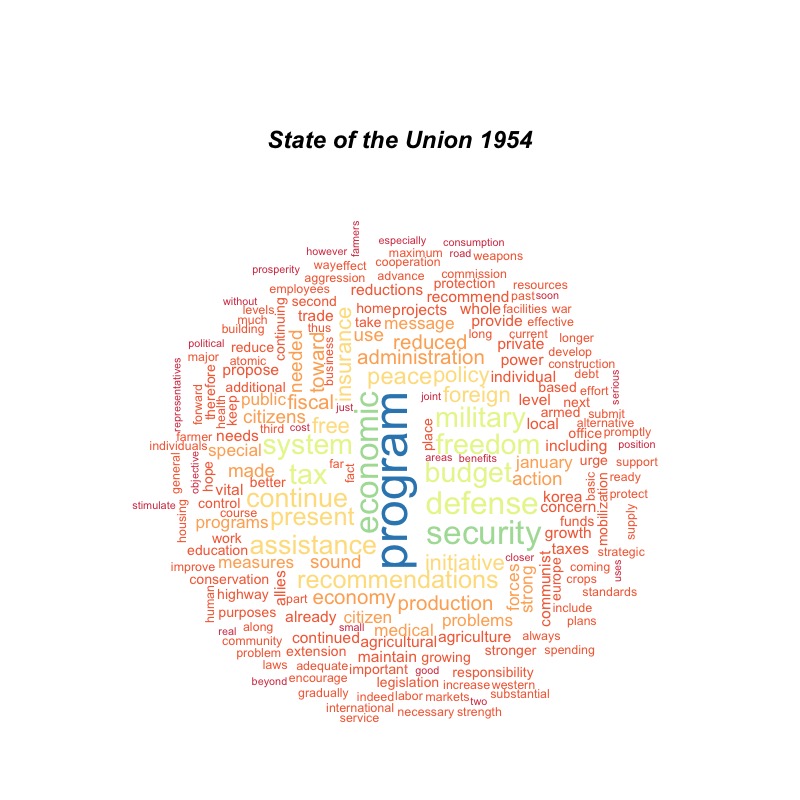 State of the Union 1954
farmers
especially
consumption
however
maximum
road
weapons
prosperity
wayeffect
cooperation
aggression
advance
commission
employees
reductions
protection
resources
without
second
recommend
past
soon
levels
continuing
trade
insurance
home
projects
whole
facilities
war
much
thus
take
message
provide
effective
building
needed
toward
business
use
long
current
longer
political
reduce
reduced
private
major
atomic
administration
power
develop
propose
peace
policy
individual
construction
debt
serious
representatives
forward
therefore
health
keep
additional
public
fiscal
just
economic
program
joint
foreign
level
based
effort
next
citizens
free
military
local
armed
submit
alternative
third
cost
place
office
promptly
farmer
needs
individuals
special
system
freedom
including
position
general
objectives
hope
made
far
fact
areas
benefits
january
urge
support
better
tax
budget
action
basic
mobilization
ready
vital
continue
korea
protect
stimulate
control
defense
concern
supply
housing
course
programs
present
funds
work
security
growth
education
assistance
taxes
strategic
improve
measures
sound
initiative
closer
communist
europe
coming
uses
conservation
allies
recommendations
forces
strong
crops
human
highway
apart
economy
production
standards
include
purposes
already
citizen
problems
plans
real
along
small
medical
community
continued
agricultural
agriculture
always
problem
extension
maintain
growing
stronger
spending
laws
adequate
important
good
responsibility
beyond
encourage
legislation
increase
western
gradually
indeed
labor
markets
two
substantial
international
necessary
strength
service